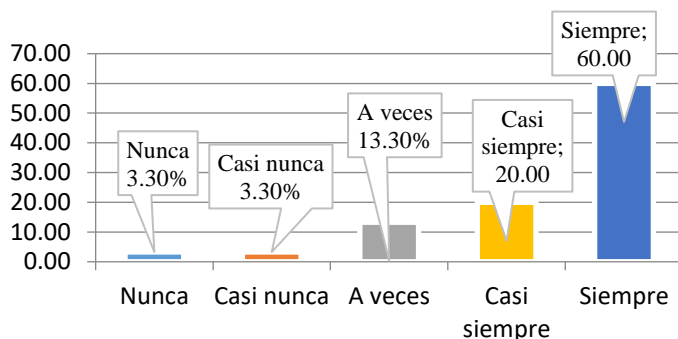 70.00
60.00
50.00
40.00
30.00
20.00
10.00
0.00
Nunca
3.30%
Casi nunca
3.30%
A veces
13.30%
Casi
siempre;
20.00
Siempre;
60.00
Nunca
Casi nunca
A veces
Casi
siempre
Siempre